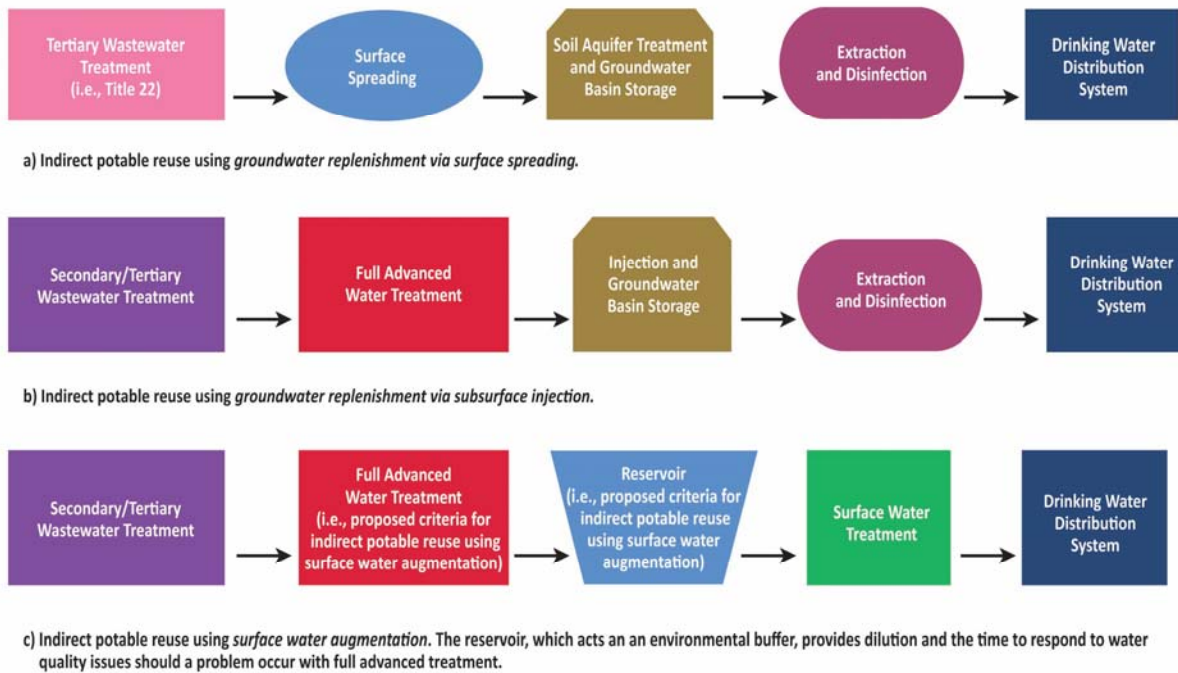 Tertiary Wastewater
Treatment
(i.e., Title 22)
Surface
Spreading
Soil Aquifer Treatment
and Groundwater
Basin Storage
Extraction
and Disinfection
Drinking Water
Distribution
System
a) Indirect potable reuse using groundwater replenishment via surface spreading.
Secondary/Tertiary
Wastewater Treatment
Full Advanced
Water Treatment
Injection and
Groundwater
Basin Storage
Extraction
and Disinfection
Drinking Water
Distribution
System
b) Indirect potable reuse using groundwater replenishment via subsurface injection.
Secondary/Tertiary
Wastewater Treatment
Full Advanced
Water Treatment
(i.e., proposed criteria for
indirect potable reuse using
surface water augmentation)
Reservoir
(i.e., proposed criteria for
indirect potable reuse
using surface water
augmentation)
Surface Water
Treatment
Drinking Water
Distribution
System
c) Indirect potable reuse using surface water augmentation. The reservoir, which acts an an environmental buffer, provides dilution and the time to respond to water
quality issues should a problem occur with full advanced treatment.